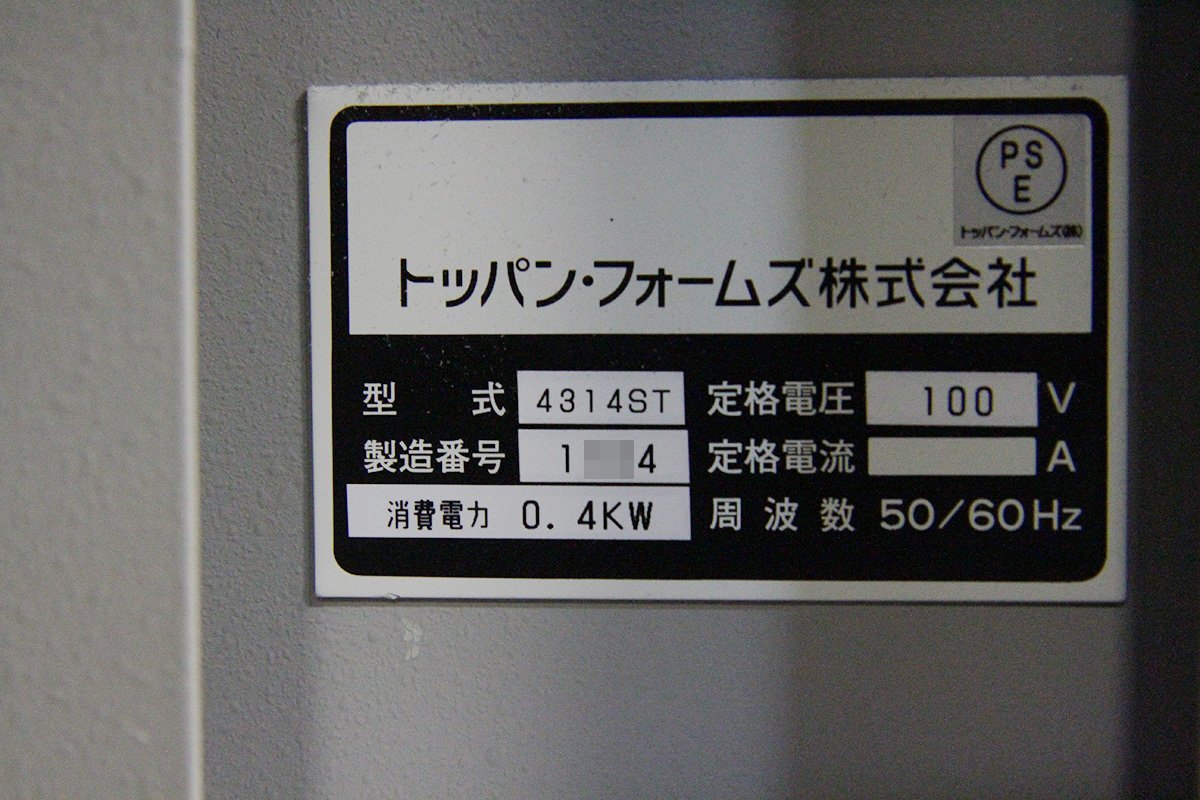 PS
E
トッパン・フォームズ(株)
トッパン・フォームズ株式会社
型 式 4314ST 定格電圧 100 V
製造番号 1 4 定格電流 A
消費電力 0.4KW 周波数 50/60Hz